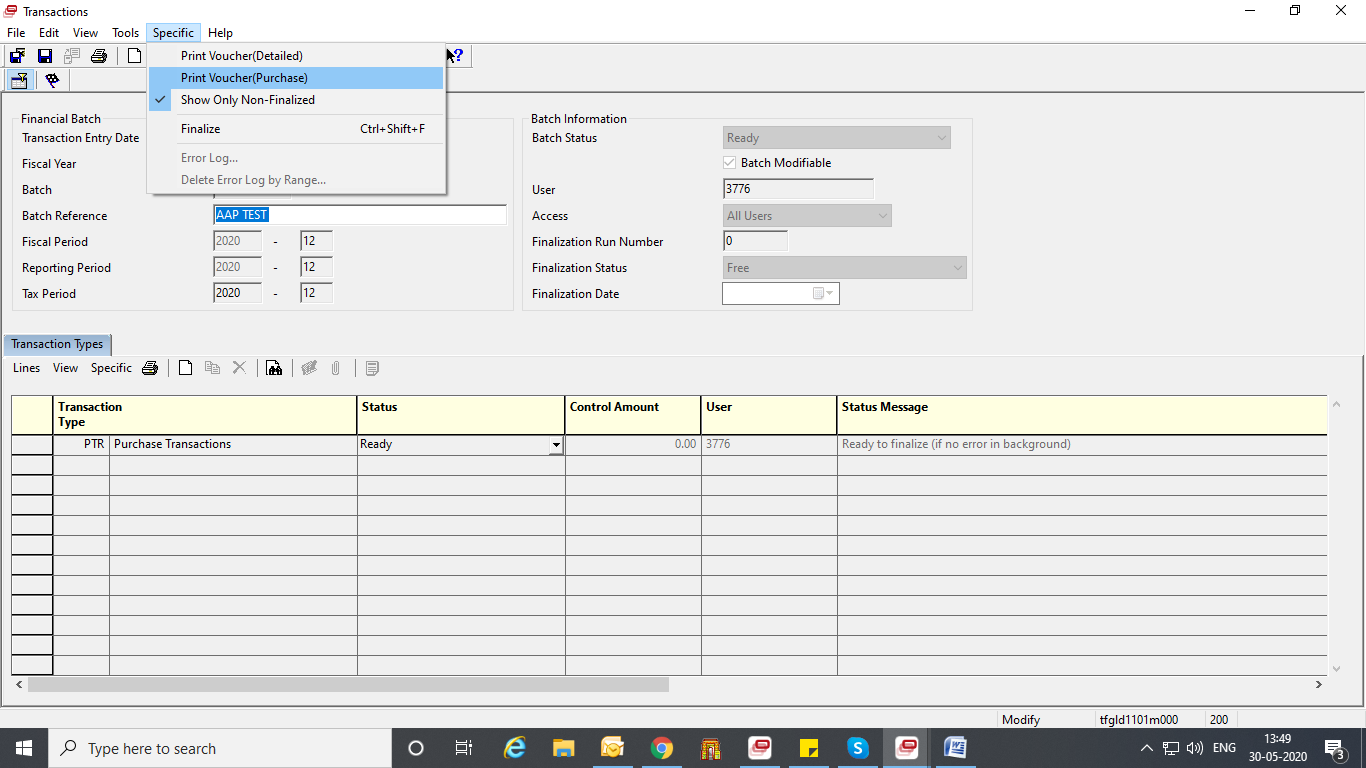 Transactions
File Edit View Tools Specific Help
Print Voucher(Detailed)
Print Voucher(Purchase)
Show Only Non-Finalized
Finalize Ctrl+Shift+F
Error Log...
Delete Error Log by Range...
Financial Batch
Transaction Entry Date
Fiscal Year
Batch
Batch Reference AAP TEST
Fiscal Period 2020 - 12
Reporting Period 2020 - 12
Tax Period 2020 - 12
Batch Information
Batch Status Ready
Batch Modifiable
User 3776
Access All Users
Finalization Run Number 0
Finalization Status Free
Finalization Date
Transaction Types
Lines View Specific
Transaction Type Status Control Amount User Status Message
PTR Purchase Transactions Ready 0.00 3776 Ready to finalize (if no error in background)
Modify tfgld1101m000 200
Type here to search
ENG
13:49
30-05-2020
3